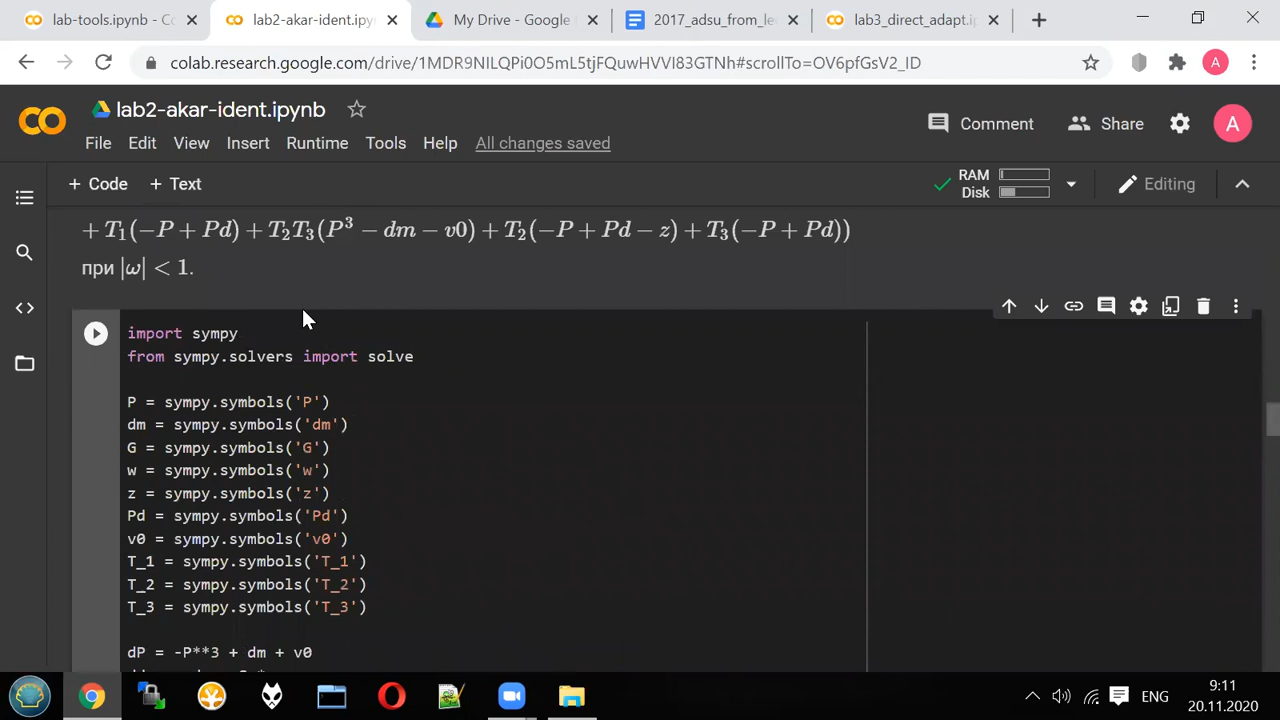 lab-tools.ipynb - Co
lab2-akar-ident.ipy
My Drive - Google
2017_adsu_from_le
lab3_direct_adapt.i
colab.research.google.com/drive/1MDR9NILQPi0O5mL5tjFQuwHVVI83GTNh#scrollTo=OV6pfGsV2_ID
A
CO
lab2-akar-ident.ipynb
Comment
Share
A
File Edit View Insert Runtime Tools Help All changes saved
+ Code + Text
RAM
Disk
Editing
+ T₁(−P + Pd) + T₂T₃(P³ − dm − v0) + T₂(−P + Pd − z) + T₃(−P + Pd))
при |ω| < 1.
import sympy
from sympy.solvers import solve
P = sympy.symbols('P')
dm = sympy.symbols('dm')
G = sympy.symbols('G')
w = sympy.symbols('w')
z = sympy.symbols('z')
Pd = sympy.symbols('Pd')
v0 = sympy.symbols('v0')
T_1 = sympy.symbols('T_1')
T_2 = sympy.symbols('T_2')
T_3 = sympy.symbols('T_3')
dP = -P**3 + dm + v0
ENG
9:11
20.11.2020